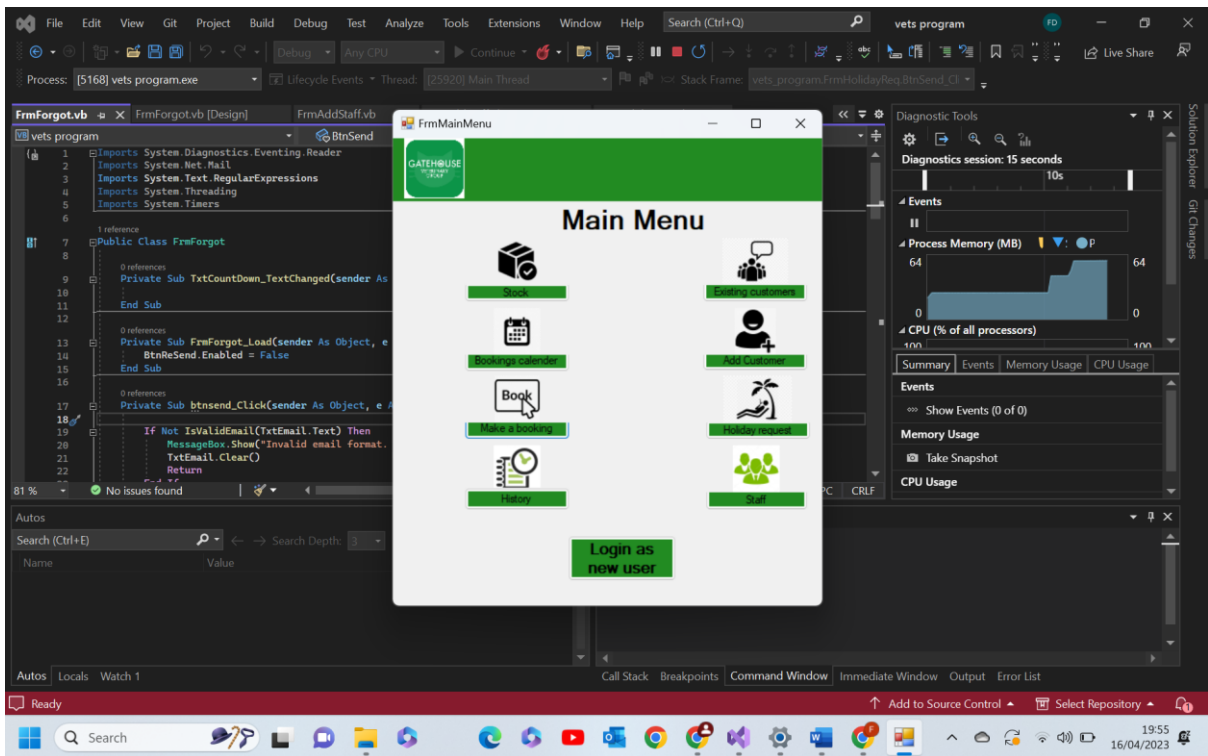 File Edit View Git Project Build Debug Test Analyze Tools Extensions Window Help Search (Ctrl+Q) vets program FD
Debug Any CPU Continue Live Share
Process: [5168] vets program.exe Lifecycle Events Thread: [25920] Main Thread Stack Frame: vets_program.FrmHolidayReq.BtnSend_Cl
FrmForgot.vb FrmForgot.vb [Design] FrmAddStaff.vb
vets program BtnSend
1 Imports System.Diagnostics.Eventing.Reader
2 Imports System.Net.Mail
3 Imports System.Text.RegularExpressions
4 Imports System.Threading
5 Imports System.Timers
6
1 reference
7 Public Class FrmForgot
8
0 references
9 Private Sub TxtCountDown_TextChanged(sender As
10
11 End Sub
12
0 references
13 Private Sub FrmForgot_Load(sender As Object, e
14 BtnReSend.Enabled = False
15 End Sub
16
0 references
17 Private Sub btnsend_Click(sender As Object, e A
18
19 If Not IsValidEmail(TxtEmail.Text) Then
20 MessageBox.Show("Invalid email format.
21 TxtEmail.Clear()
22 Return
81 % No issues found
CRLF
FrmMainMenu
GATEHOUSE
Main Menu
Stock
Existing customers
Bookings calender
Add Customer
Book
Make a booking
Holiday request
History
Staff
Login as
new user
Diagnostic Tools
Diagnostics session: 15 seconds
10s
Events
Process Memory (MB) P
64 64
0 0
CPU (% of all processors)
100 100
Summary Events Memory Usage CPU Usage
Events
Show Events (0 of 0)
Memory Usage
Take Snapshot
CPU Usage
Solution Explorer
Git Changes
Autos
Search (Ctrl+E) Search Depth: 3
Name Value
Autos Locals Watch 1
Call Stack Breakpoints Command Window Immediate Window Output Error List
Ready Add to Source Control Select Repository
Search
19:55
16/04/2023